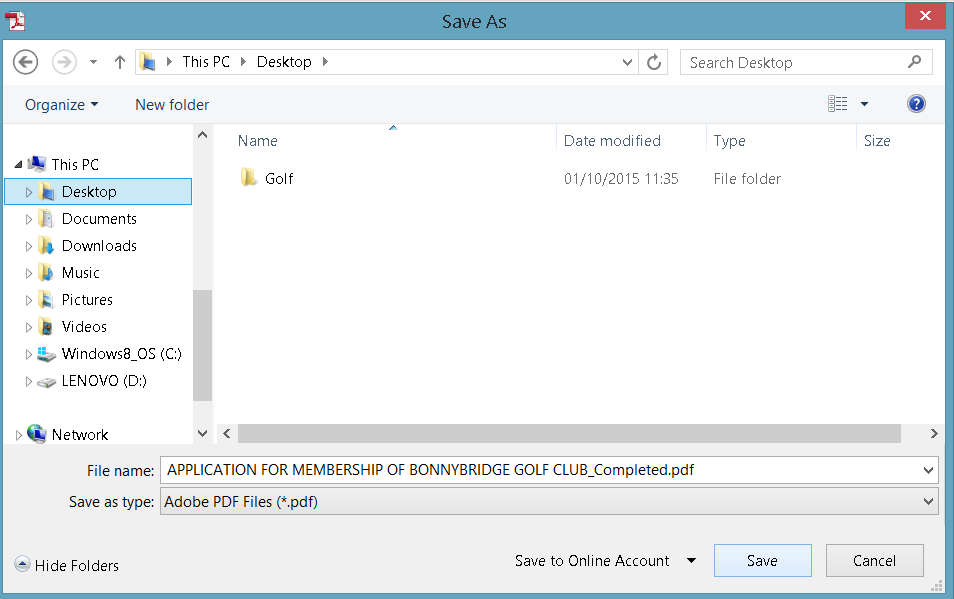 Save As
This PC Desktop
Search Desktop
Organize New folder
Name Date modified Type Size
This PC
Desktop
Documents
Downloads
Music
Pictures
Videos
Windows8_OS (C:)
LENOVO (D:)
Network
Golf 01/10/2015 11:35 File folder
File name: APPLICATION FOR MEMBERSHIP OF BONNYBRIDGE GOLF CLUB_Completed.pdf
Save as type: Adobe PDF Files (*.pdf)
Hide Folders Save to Online Account Save Cancel